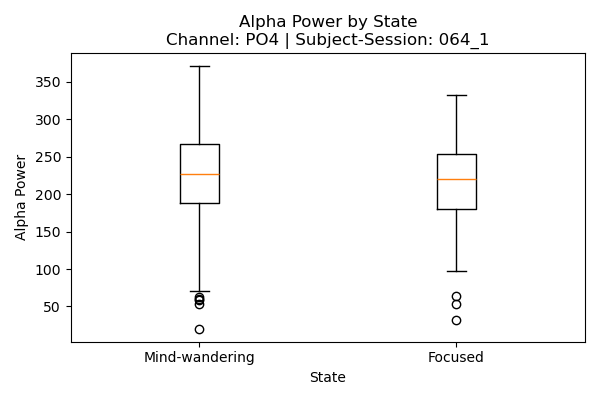 Alpha Power by State
Channel: PO4 | Subject-Session: 064_1
350
300
250
200
150
100
50
Alpha Power
Mind-wandering
Focused
State